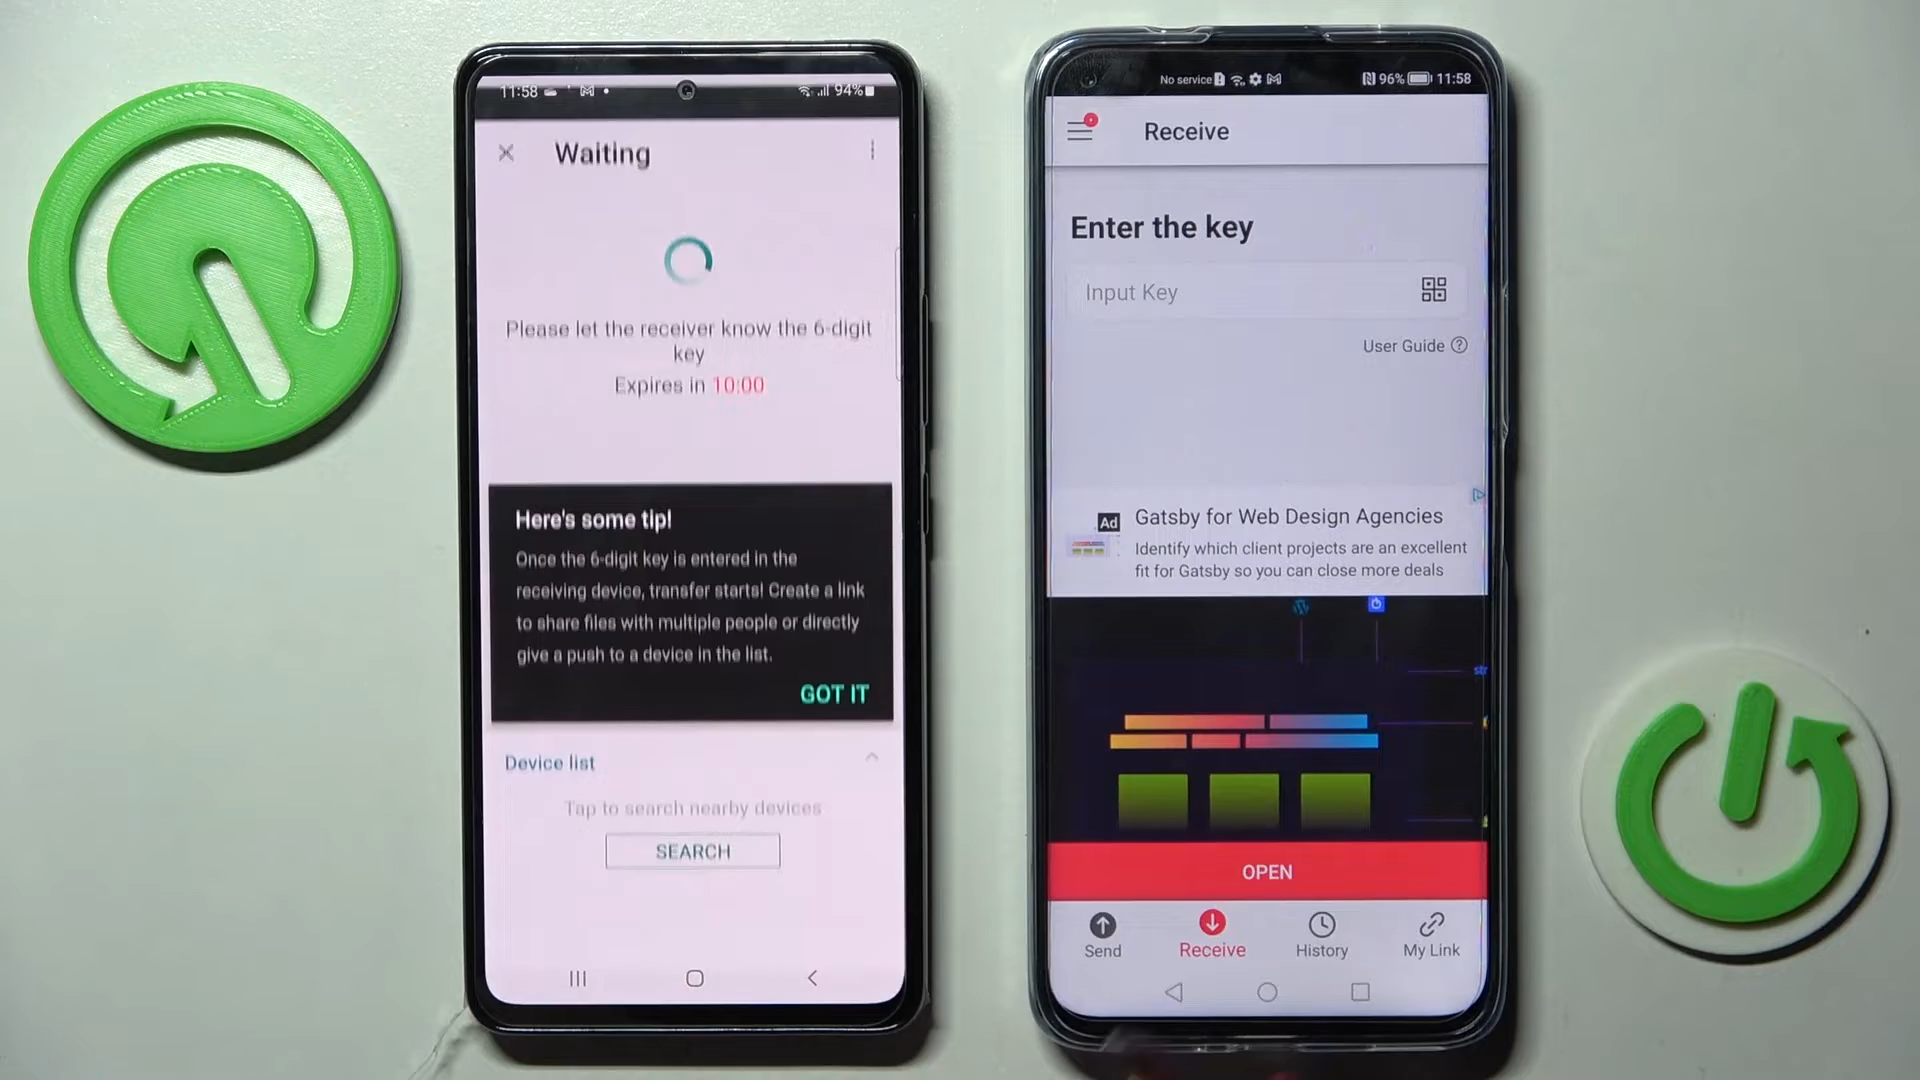 11:58
94%
Waiting
Please let the receiver know the 6-digit
key
Expires in 10:00
Here's some tip!
Once the 6-digit key is entered in the
receiving device, transfer starts! Create a link
to share files with multiple people or directly
give a push to a device in the list.
GOT IT
Device list
Tap to search nearby devices
SEARCH
No service
96%
11:58
Receive
Enter the key
Input Key
User Guide
Ad
Gatsby for Web Design Agencies
Identify which client projects are an excellent
fit for Gatsby so you can close more deals
OPEN
Send
Receive
History
My Link